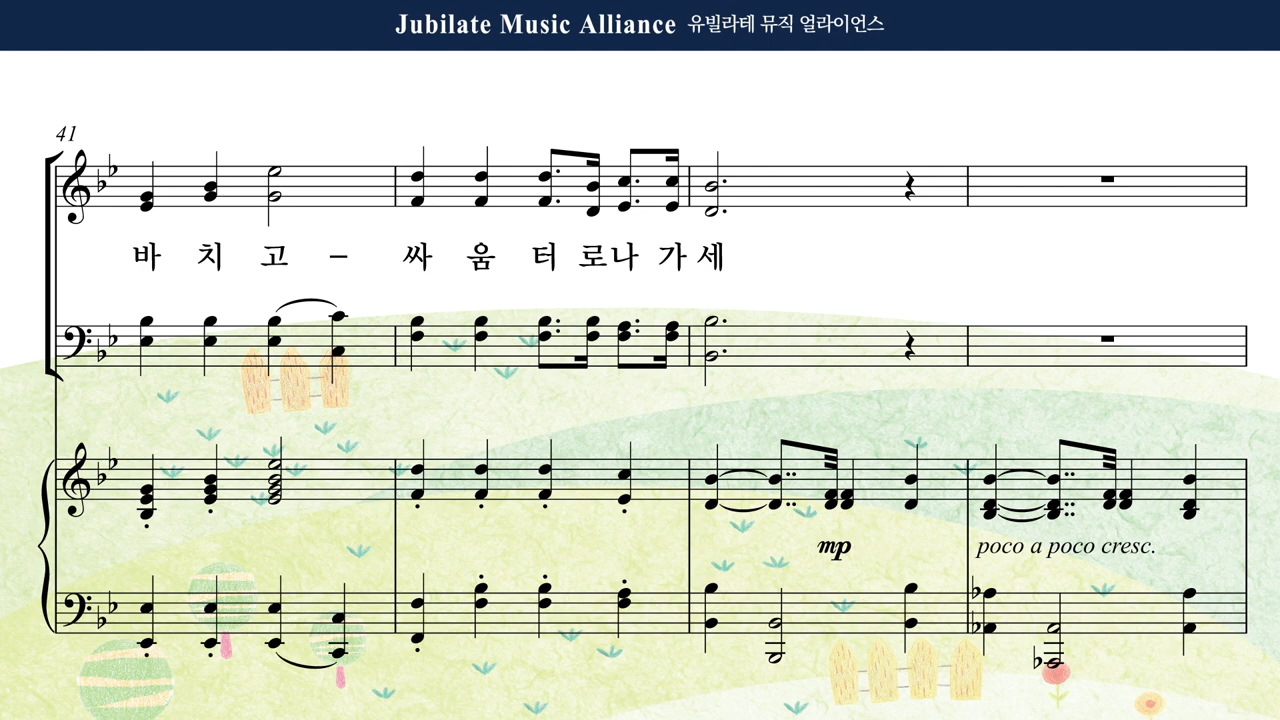 Jubilate Music Alliance 유빌라테 뮤직 얼라이언스
41
바 치 고 – 싸 움 터 로 나 가 세
mp poco a poco cresc.